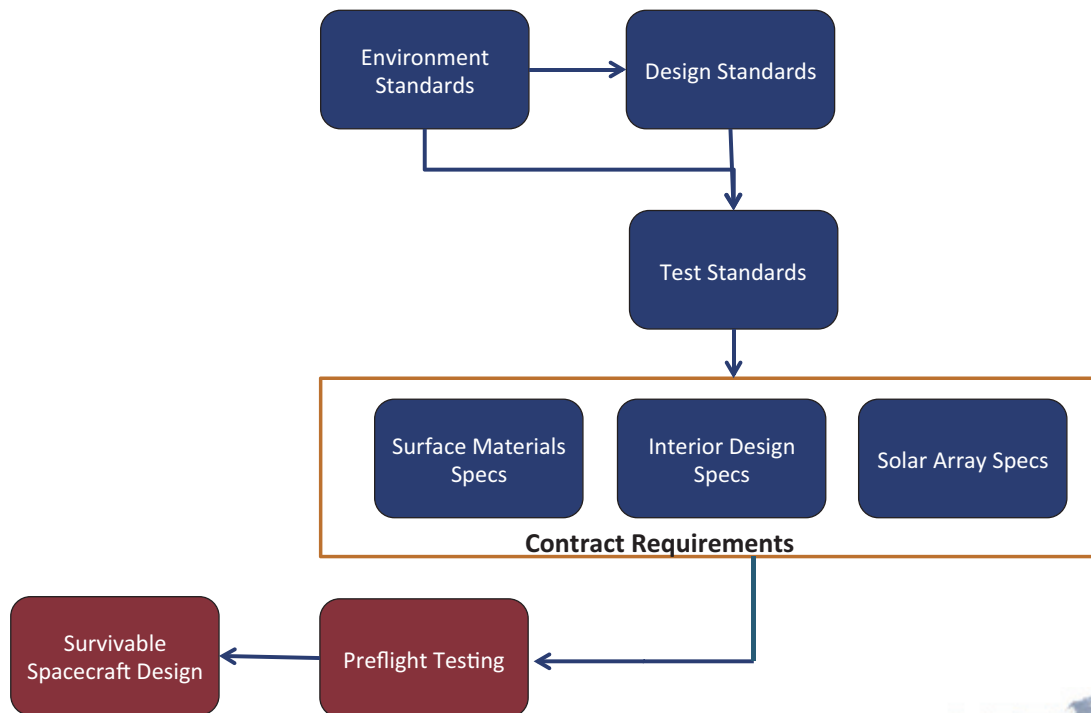 Environment
Standards
Design Standards
Test Standards
Surface Materials
Specs
Interior Design
Specs
Solar Array Specs
Contract Requirements
Survivable
Spacecraft Design
Preflight Testing